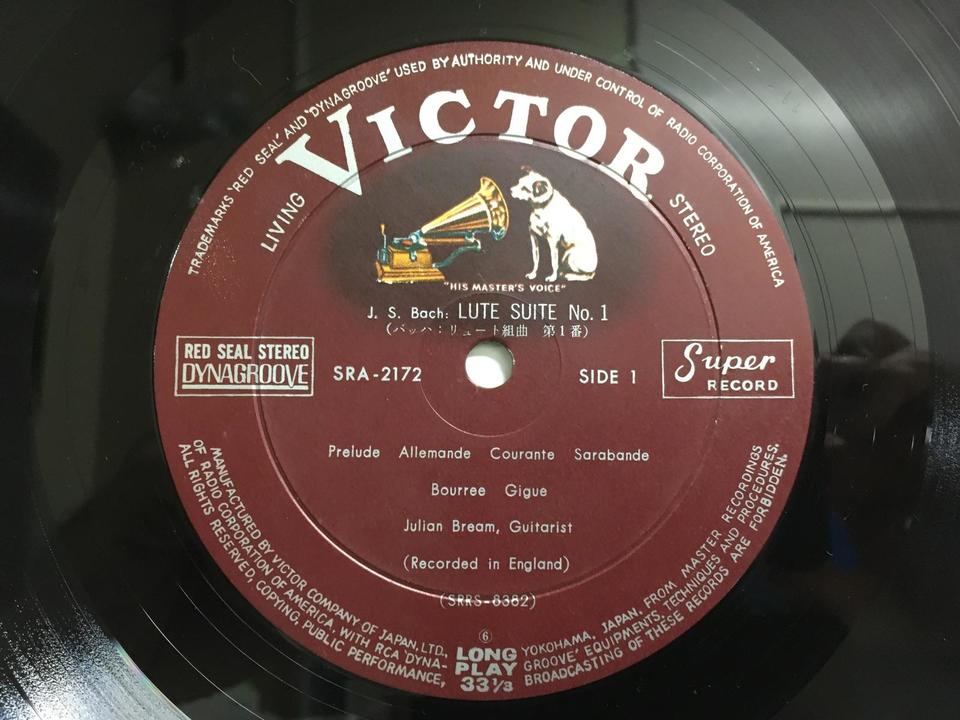 TRADEMARKS "RED SEAL" AND "DYNAGROOVE" USED BY AUTHORITY AND UNDER CONTROL OF RADIO CORPORATION OF AMERICA
LIVING
VICTOR
STEREO
"HIS MASTER'S VOICE"
J. S. Bach: LUTE SUITE No. 1
(バッハ：リュート組曲 第1番)
RED SEAL STEREO
DYNAGROOVE
SRA-2172
SIDE 1
Super
RECORD
Prelude Allemande Courante Sarabande
Bourree Gigue
Julian Bream, Guitarist
(Recorded in England)
(SRRS-8382)
⑥
LONG
PLAY
33 1/3
MANUFACTURED BY VICTOR COMPANY OF JAPAN, LTD., YOKOHAMA, JAPAN. FROM MASTER RECORDINGS
OF RADIO CORPORATION OF AMERICA, WITH RCA "DYNA-GROOVE" EQUIPMENTS, TECHNIQUES AND PROCEDURES.
ALL RIGHTS RESERVED, COPYING, PUBLIC PERFORMANCE, BROADCASTING OF THESE RECORDS ARE FORBIDDEN.